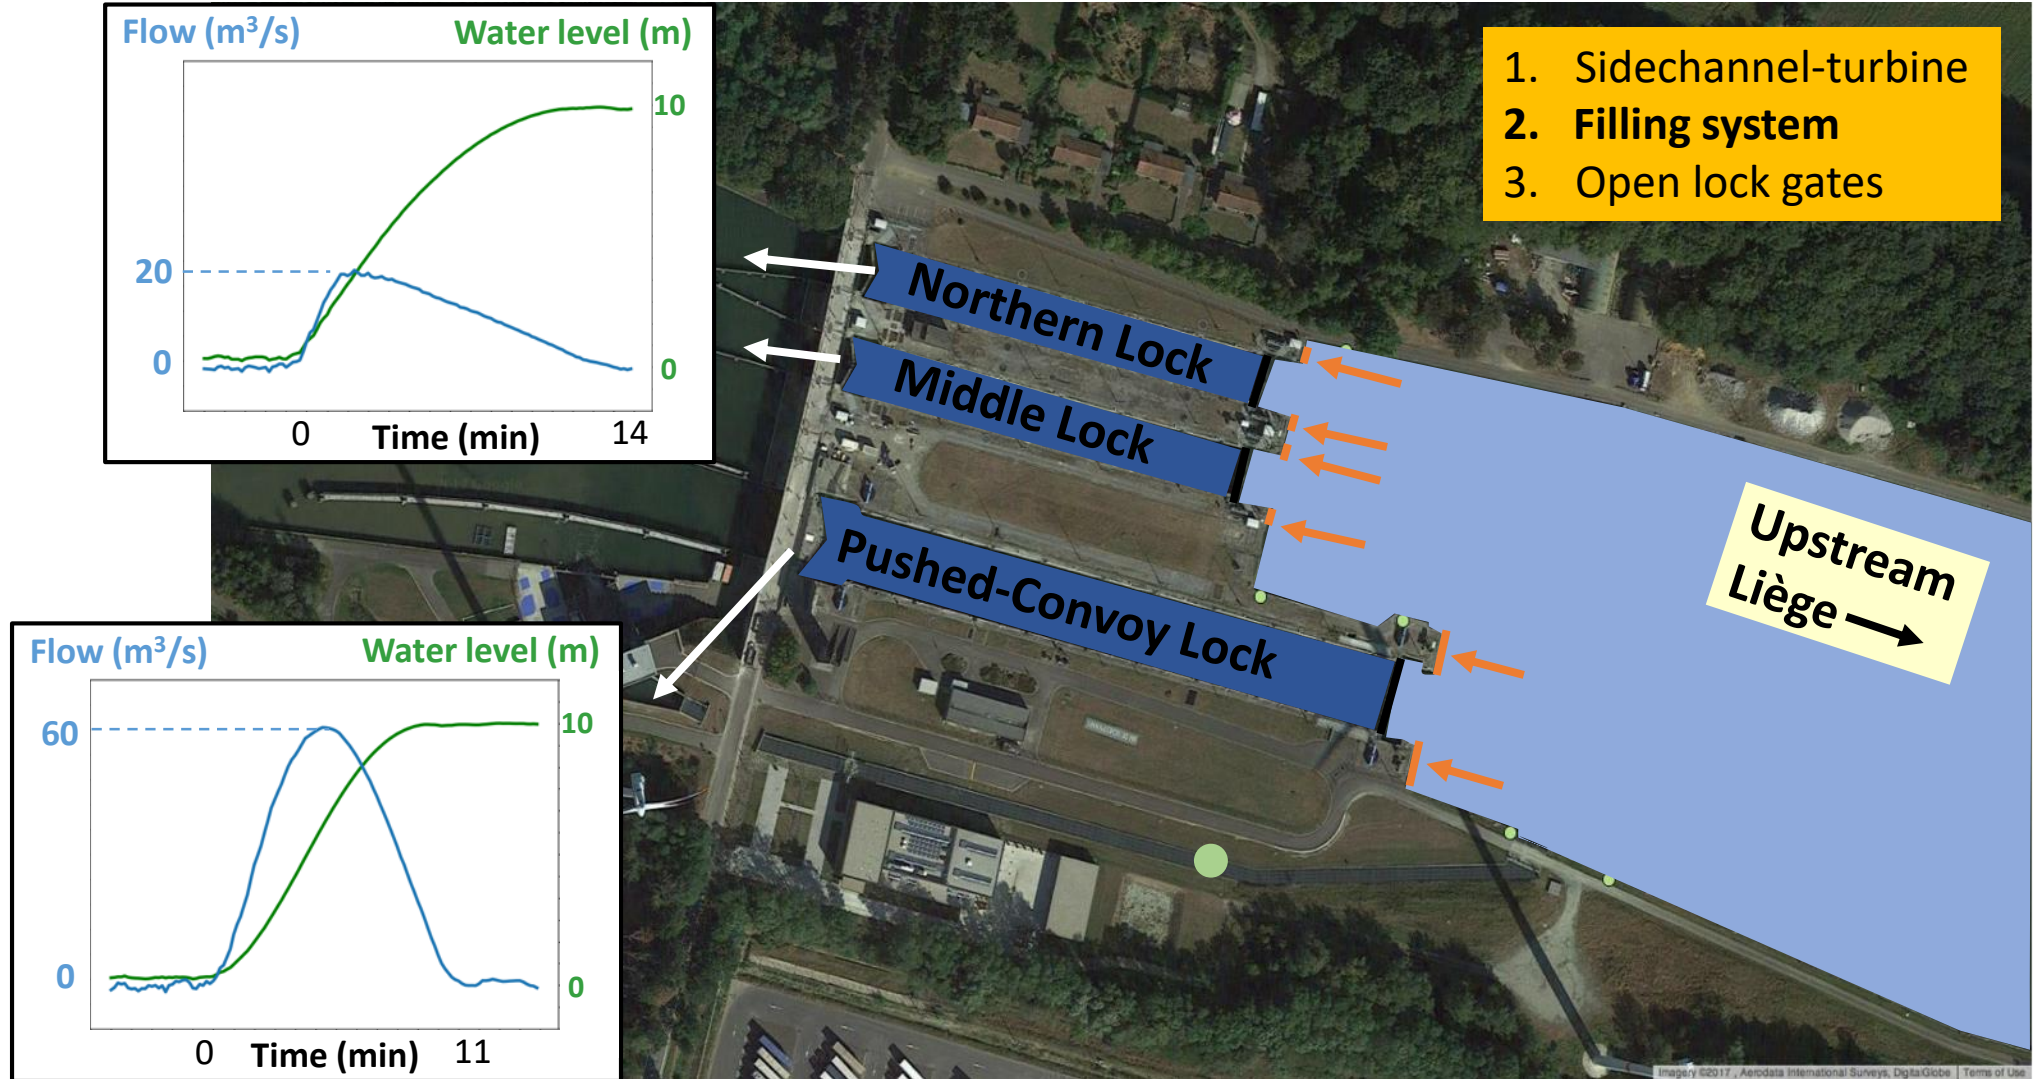 Flow (m³/s) Water level (m)
10
20
0
0
0 Time (min) 14
1. Sidechannel-turbine
2. Filling system
3. Open lock gates
Northern Lock
Middle Lock
Pushed-Convoy Lock
Upstream
Liège
Flow (m³/s) Water level (m)
60
10
0
0
0 Time (min) 11
Imagery ©2017 , Aerodata International Surveys, DigitalGlobe Terms of Use